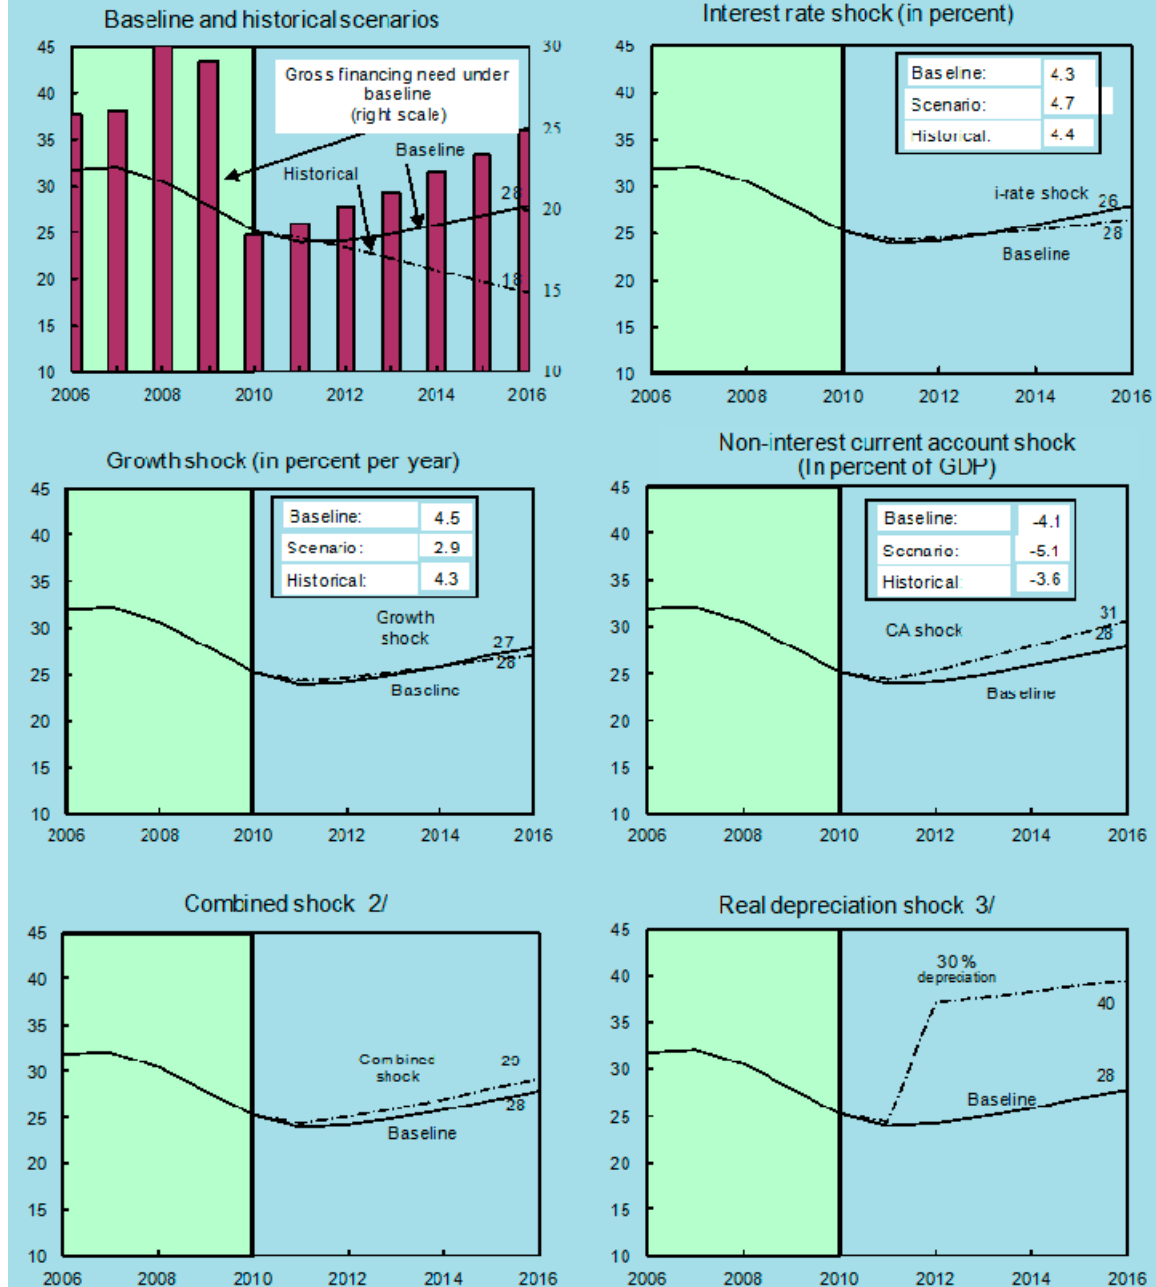 Baseline and historical scenarios
45
40
35
30
25
20
15
10
30
25
20
15
10
Gross financing need under
baseline
(right scale)
Baseline
Historical
28
18
2006 2008 2010 2012 2014 2016
Interest rate shock (in percent)
45
40
35
30
25
20
15
10
Baseline: 4.3
Scenario: 4.7
Historical: 4.4
i-rate shock
26
28
Baseline
2006 2008 2010 2012 2014 2016
Growth shock (in percent per year)
45
40
35
30
25
20
15
10
Baseline: 4.5
Scenario: 2.9
Historical: 4.3
Growth
shock
27
28
Baseline
2006 2008 2010 2012 2014 2016
Non-interest current account shock
(In percent of GDP)
45
40
35
30
25
20
15
10
Baseline: -4.1
Scenario: -5.1
Historical: -3.6
CA shock
31
28
Baseline
2006 2008 2010 2012 2014 2016
Combined shock 2/
45
40
35
30
25
20
15
10
Combined
shock
29
28
Baseline
2006 2008 2010 2012 2014 2016
Real depreciation shock 3/
45
40
35
30
25
20
15
10
30 %
depreciation
40
28
Baseline
2006 2008 2010 2012 2014 2016